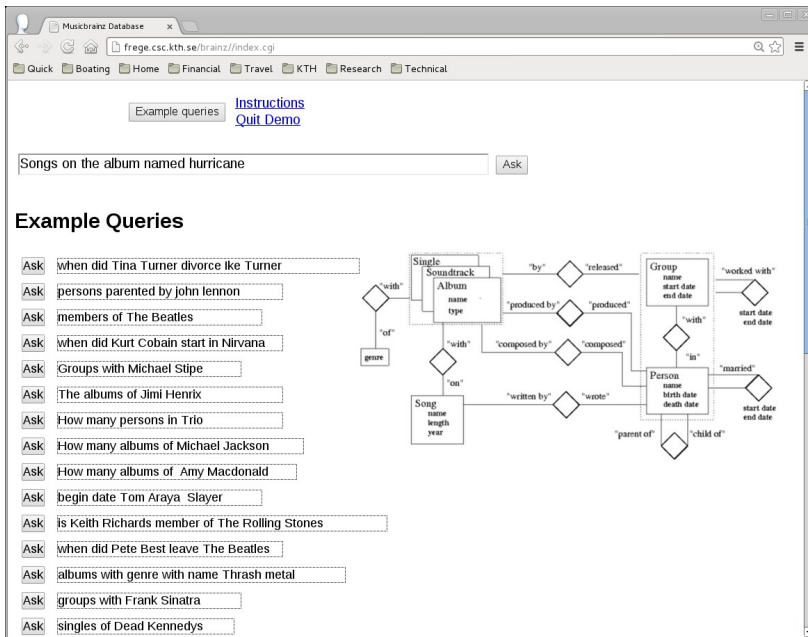 Musicbrainz Database
frege.csc.kth.se/brainz//index.cgi
Quick Boating Home Financial Travel KTH Research Technical
Example queries
Instructions
Quit Demo
Songs on the album named hurricane
Ask
Example Queries
Ask when did Tina Turner divorce Ike Turner
Ask persons parented by john lennon
Ask members of The Beatles
Ask when did Kurt Cobain start in Nirvana
Ask Groups with Michael Stipe
Ask The albums of Jimi Henrix
Ask How many persons in Trio
Ask How many albums of Michael Jackson
Ask How many albums of Amy Macdonald
Ask begin date Tom Araya Slayer
Ask is Keith Richards member of The Rolling Stones
Ask when did Pete Best leave The Beatles
Ask albums with genre with name Thrash metal
Ask groups with Frank Sinatra
Ask singles of Dead Kennedys
Single
Soundtrack
Album
name
type
"by"
"released"
Group
name
start date
end date
"worked with"
start date
end date
"with"
"of"
genre
"produced by"
"produced"
"with"
"in"
"with"
"on"
"composed by"
"composed"
Person
name
birth date
death date
"married"
start date
end date
Song
name
length
year
"written by"
"wrote"
"parent of"
"child of"